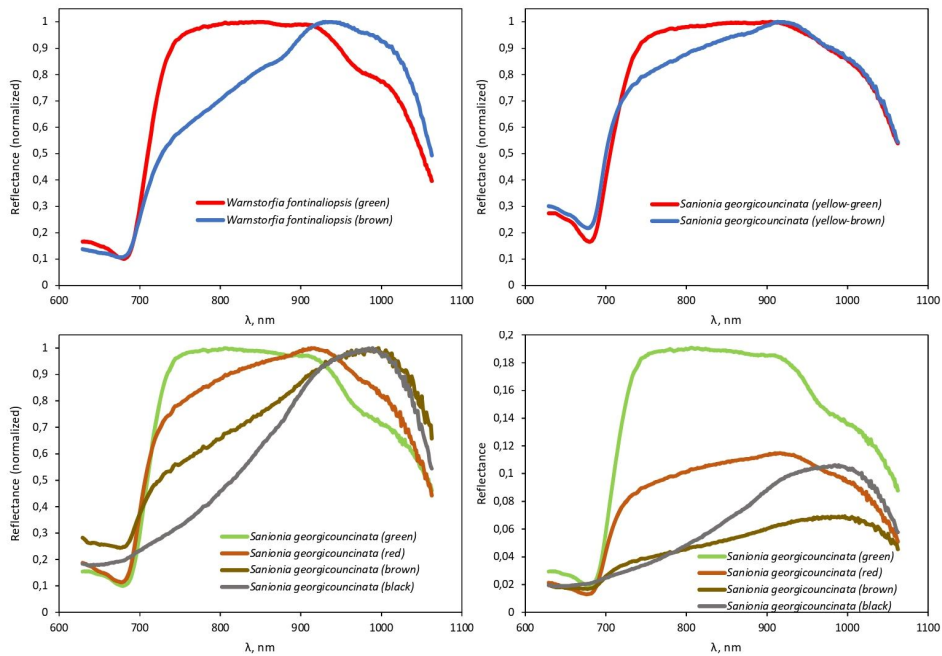 1
0,9
0,8
0,7
0,6
0,5
0,4
0,3
0,2
0,1
0
Reflectance (normalized)
Warnstorfia fontinaliopsis (green)
Warnstorfia fontinaliopsis (brown)
600 700 800 900 1000 1100
λ, nm
1
0,9
0,8
0,7
0,6
0,5
0,4
0,3
0,2
0,1
0
Reflectance (normalized)
Sanionia georgicouncinata (yellow-green)
Sanionia georgicouncinata (yellow-brown)
600 700 800 900 1000 1100
λ, nm
1
0,9
0,8
0,7
0,6
0,5
0,4
0,3
0,2
0,1
0
Reflectance (normalized)
Sanionia georgicouncinata (green)
Sanionia georgicouncinata (red)
Sanionia georgicouncinata (brown)
Sanionia georgicouncinata (black)
600 700 800 900 1000 1100
λ, nm
0,2
0,18
0,16
0,14
0,12
0,1
0,08
0,06
0,04
0,02
0
Reflectance
Sanionia georgicouncinata (green)
Sanionia georgicouncinata (red)
Sanionia georgicouncinata (brown)
Sanionia georgicouncinata (black)
600 700 800 900 1000 1100
λ, nm